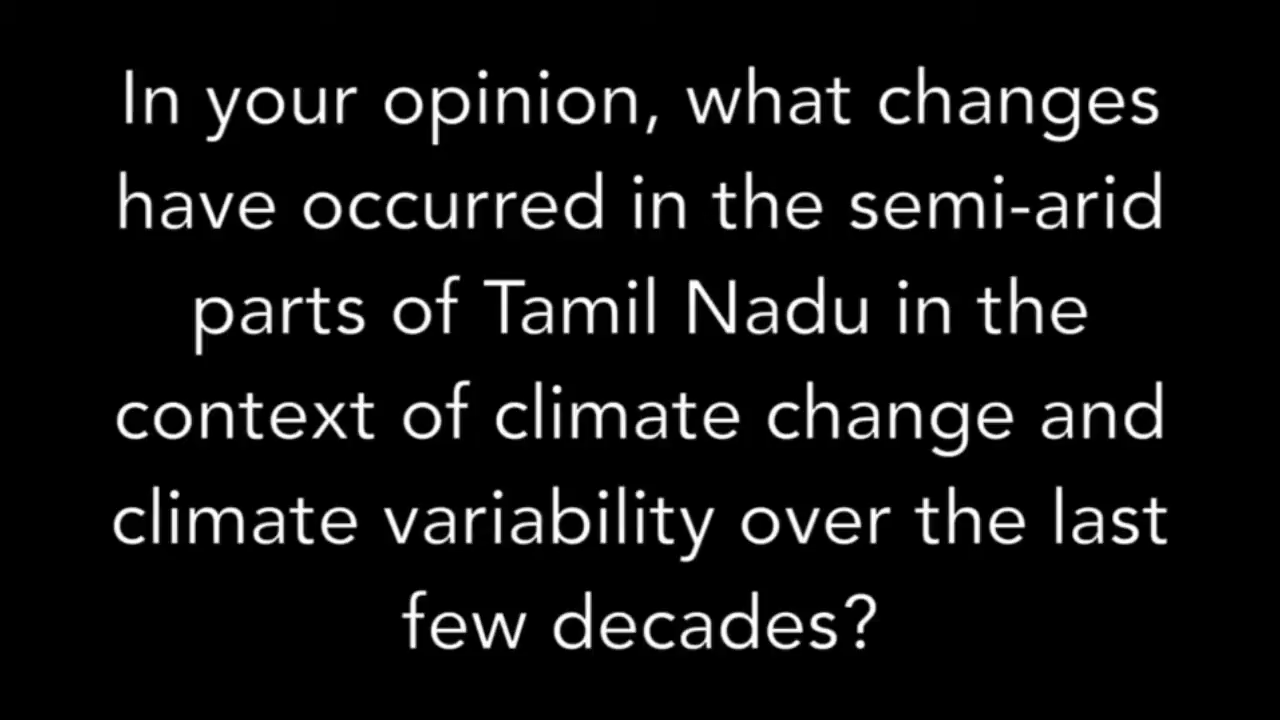 In your opinion, what changes
have occurred in the semi-arid
parts of Tamil Nadu in the
context of climate change and
climate variability over the last
few decades?